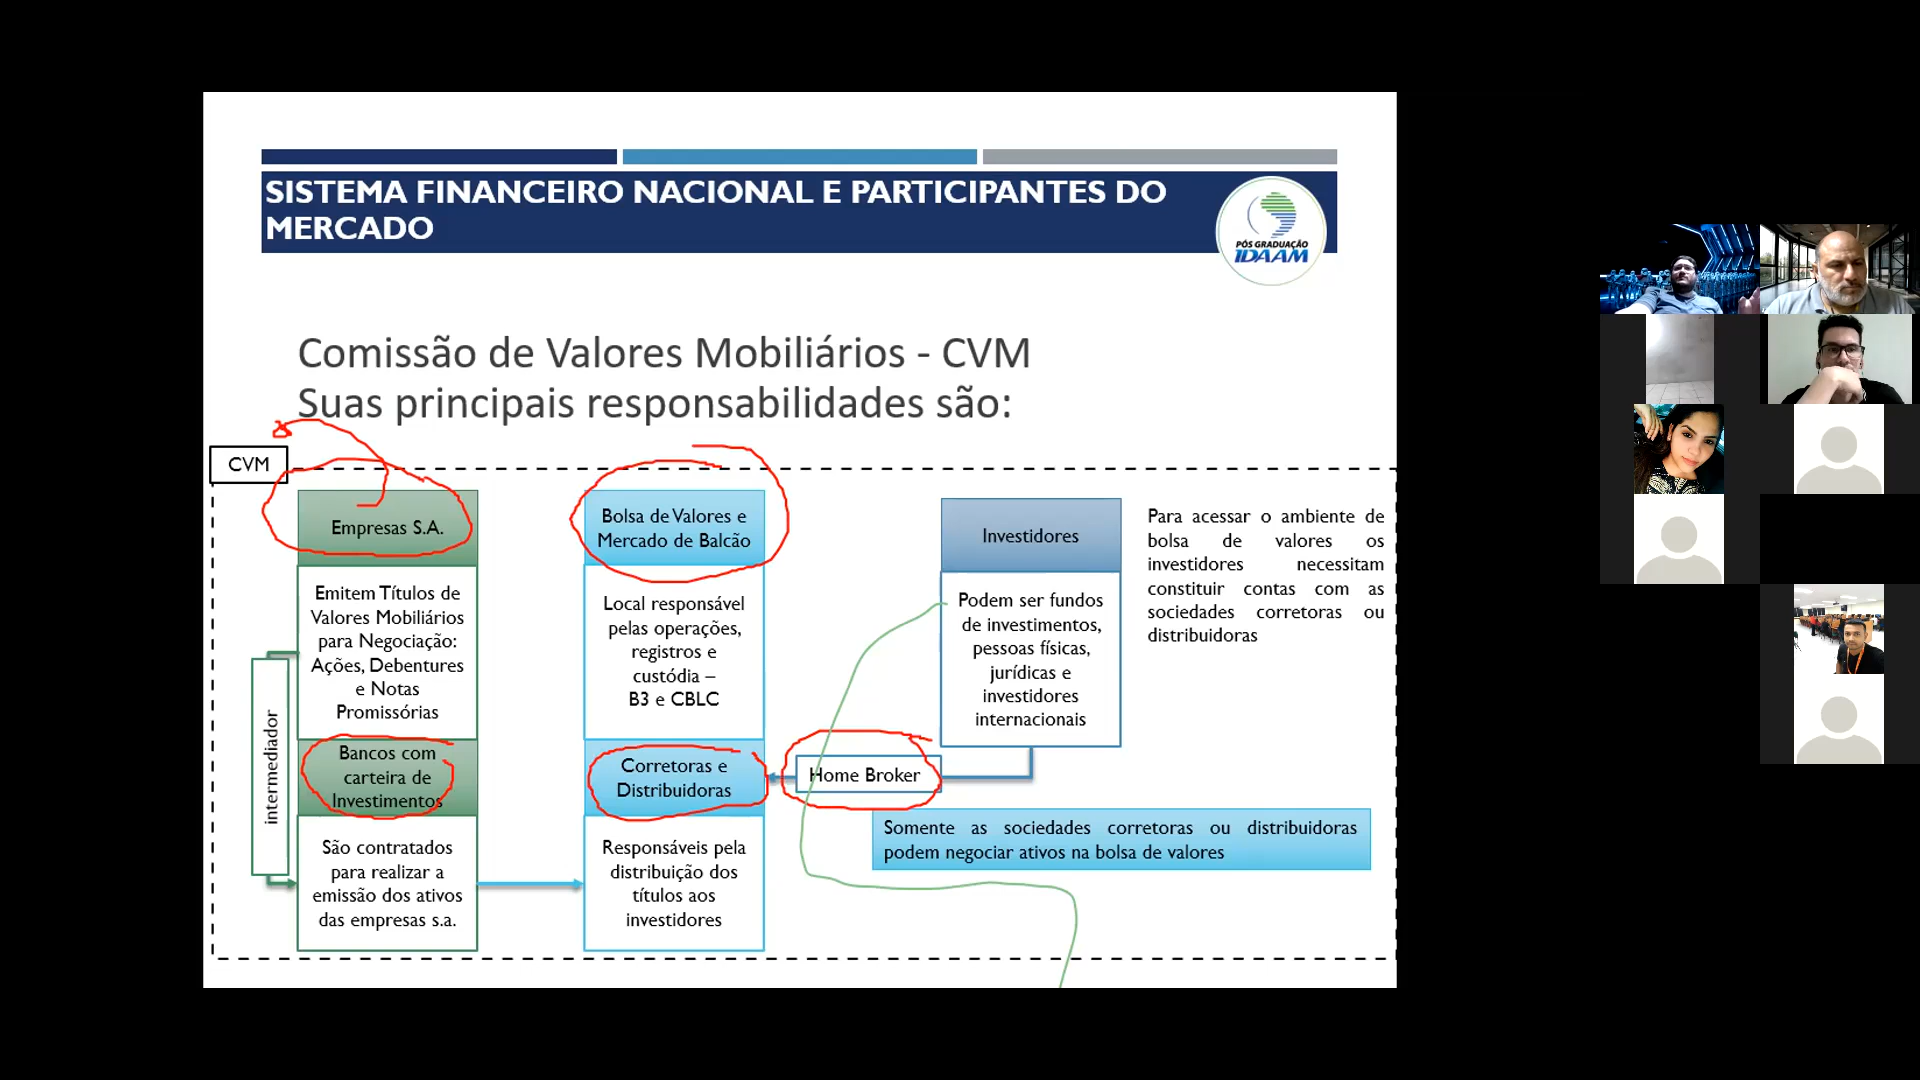 SISTEMA FINANCEIRO NACIONAL E PARTICIPANTES DO
MERCADO
PÓS GRADUAÇÃO
IDAAM
Comissão de Valores Mobiliários - CVM
Suas principais responsabilidades são:
CVM
Empresas S.A.
Emitem Títulos de
Valores Mobiliários
para Negociação:
Ações, Debentures
e Notas
Promissórias
intermediador
Bancos com
carteira de
Investimentos
São contratados
para realizar a
emissão dos ativos
das empresas s.a.
Bolsa de Valores e
Mercado de Balcão
Local responsável
pelas operações,
registros e
custódia –
B3 e CBLC
Corretoras e
Distribuidoras
Responsáveis pela
distribuição dos
títulos aos
investidores
Home Broker
Investidores
Podem ser fundos
de investimentos,
pessoas físicas,
jurídicas e
investidores
internacionais
Para acessar o ambiente de
bolsa de valores os
investidores necessitam
constituir contas com as
sociedades corretoras ou
distribuidoras
Somente as sociedades corretoras ou distribuidoras
podem negociar ativos na bolsa de valores